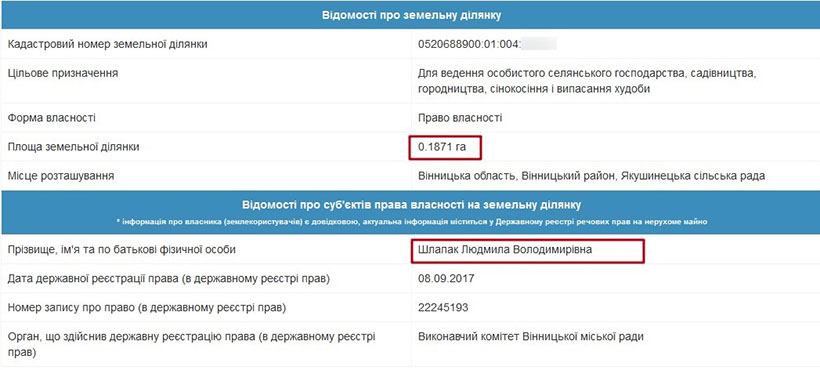 Відомості про земельну ділянку
Кадастровий номер земельної ділянки 0520688900:01:004:
Цільове призначення Для ведення особистого селянського господарства, садівництва,
городництва, сінокосіння і випасання худоби
Форма власності Право власності
Площа земельної ділянки 0.1871 га
Місце розташування Вінницька область, Вінницький район, Якушинецька сільська рада
Відомості про суб'єктів права власності на земельну ділянку
* інформація про власника (землекористувачів) є довідковою, актуальна інформація міститься у Державному реєстрі речових прав на нерухоме майно
Прізвище, ім'я та по батькові фізичної особи Шлапак Людмила Володимирівна
Дата державної реєстрації права (в державному реєстрі прав) 08.09.2017
Номер запису про право (в державному реєстрі прав) 22245193
Орган, що здійснив державну реєстрацію права (в державному реєстрі Виконавчий комітет Вінницької міської ради
прав)